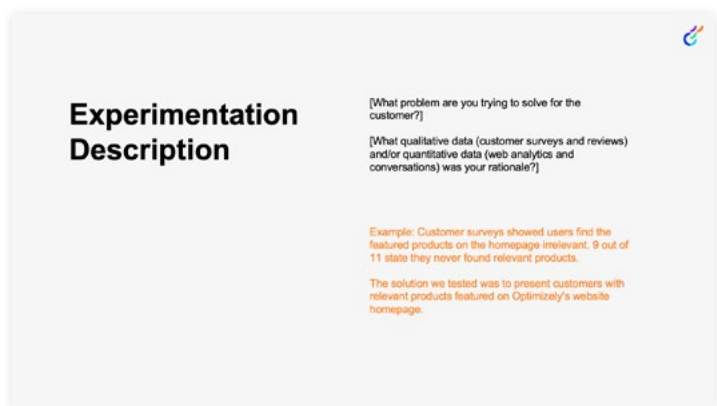 Experimentation
Description
[What problem are you trying to solve for the
customer?]
[What qualitative data (customer surveys and reviews)
and/or quantitative data (web analytics and
conversations) was your rationale?]
Example: Customer surveys showed users find the
featured products on the homepage irrelevant. 9 out of
11 state they never found relevant products.
The solution we tested was to present customers with
relevant products featured on Optimizely's website
homepage.